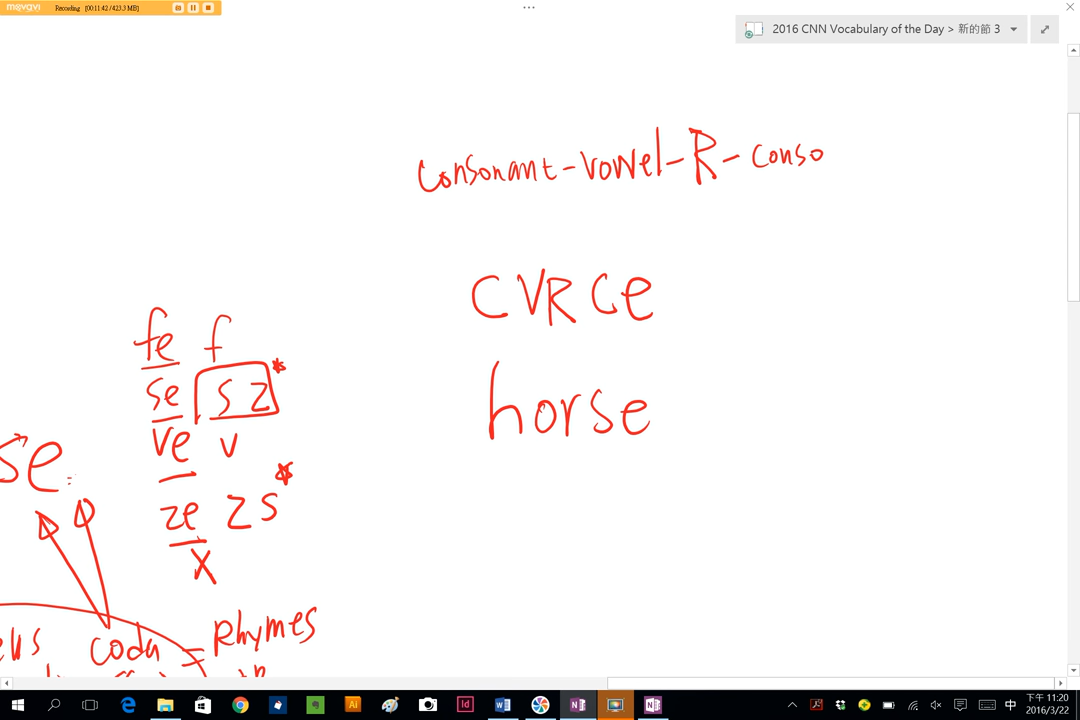 movavi Recording [00:11:42 / 423.3 MB]
2016 CNN Vocabulary of the Day > 新的節 3
consonant-vowel-R-conso
CVRCe
horse
fe f
se s z*
ve v
ze z s*
x
se
coda = Rhymes
下午 11:20
中
2016/3/22